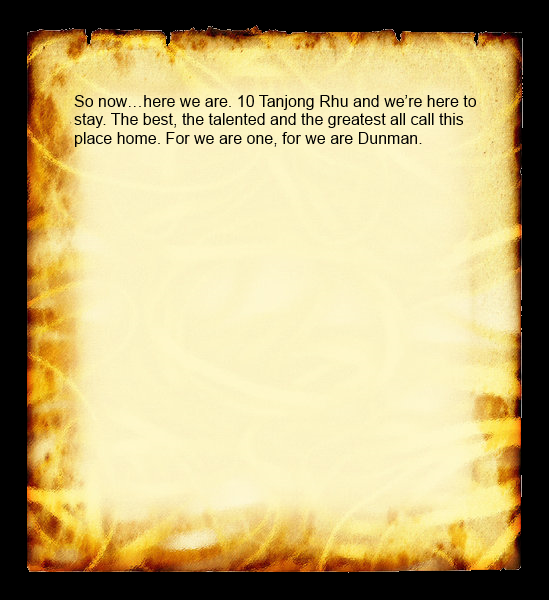 So now…here we are. 10 Tanjong Rhu and we’re here to
stay. The best, the talented and the greatest all call this
place home. For we are one, for we are Dunman.